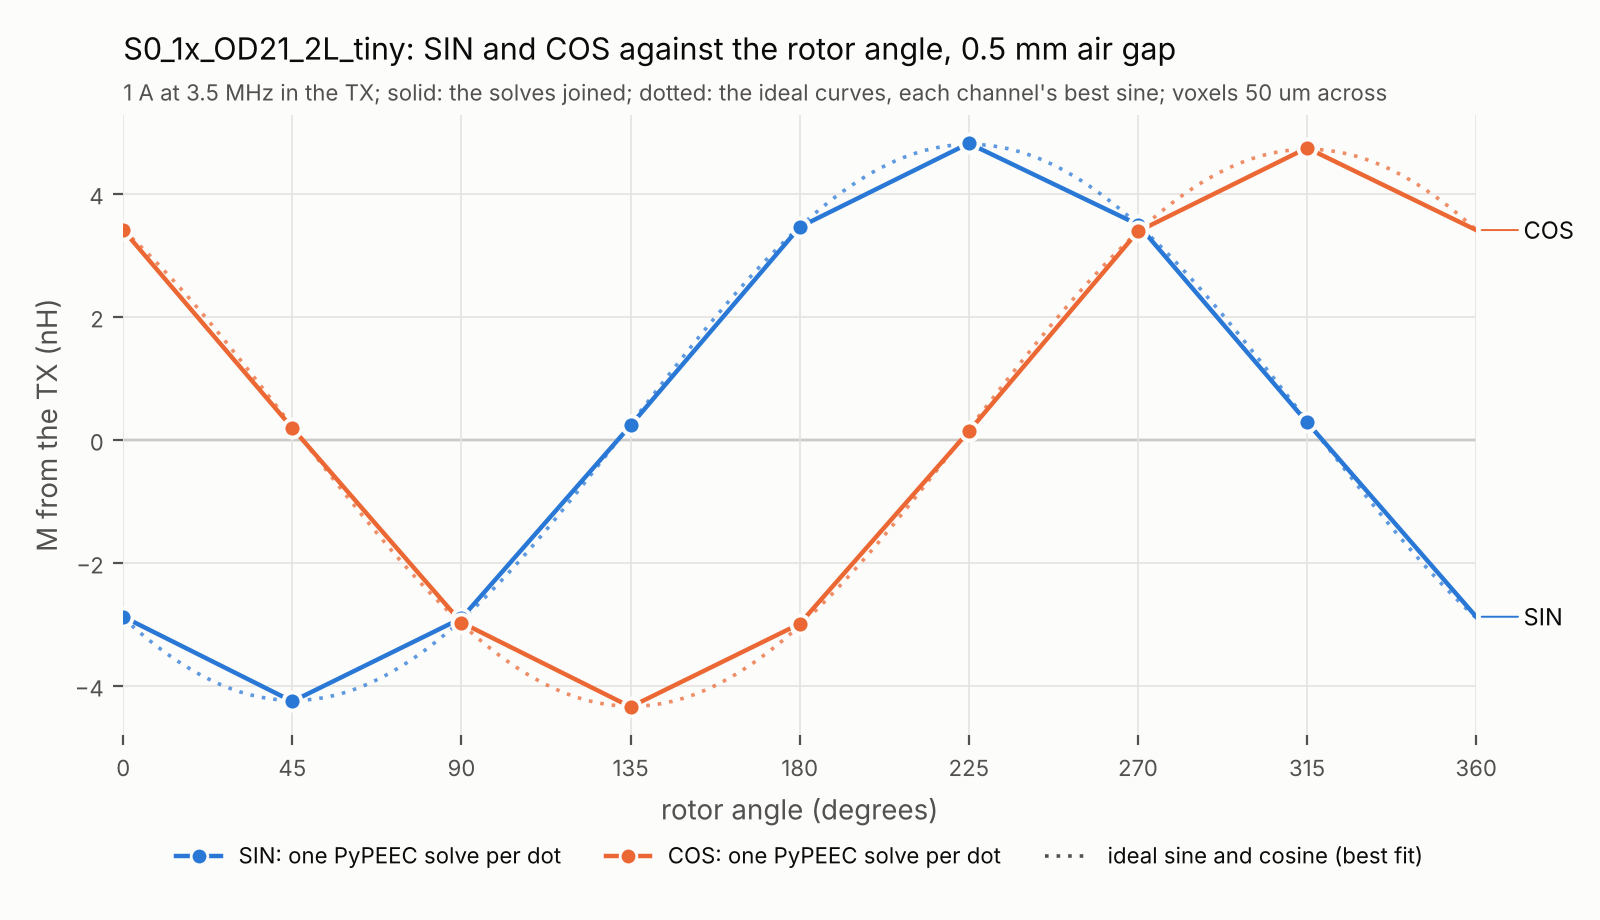 S0_1x_OD21_2L_tiny: SIN and COS against the rotor angle, 0.5 mm air gap
1 A at 3.5 MHz in the TX; solid: the solves joined; dotted: the ideal curves, each channel's best sine; voxels 50 um across
M from the TX (nH)
4
2
0
−2
−4
COS
SIN
0 45 90 135 180 225 270 315 360
rotor angle (degrees)
SIN: one PyPEEC solve per dot COS: one PyPEEC solve per dot ideal sine and cosine (best fit)